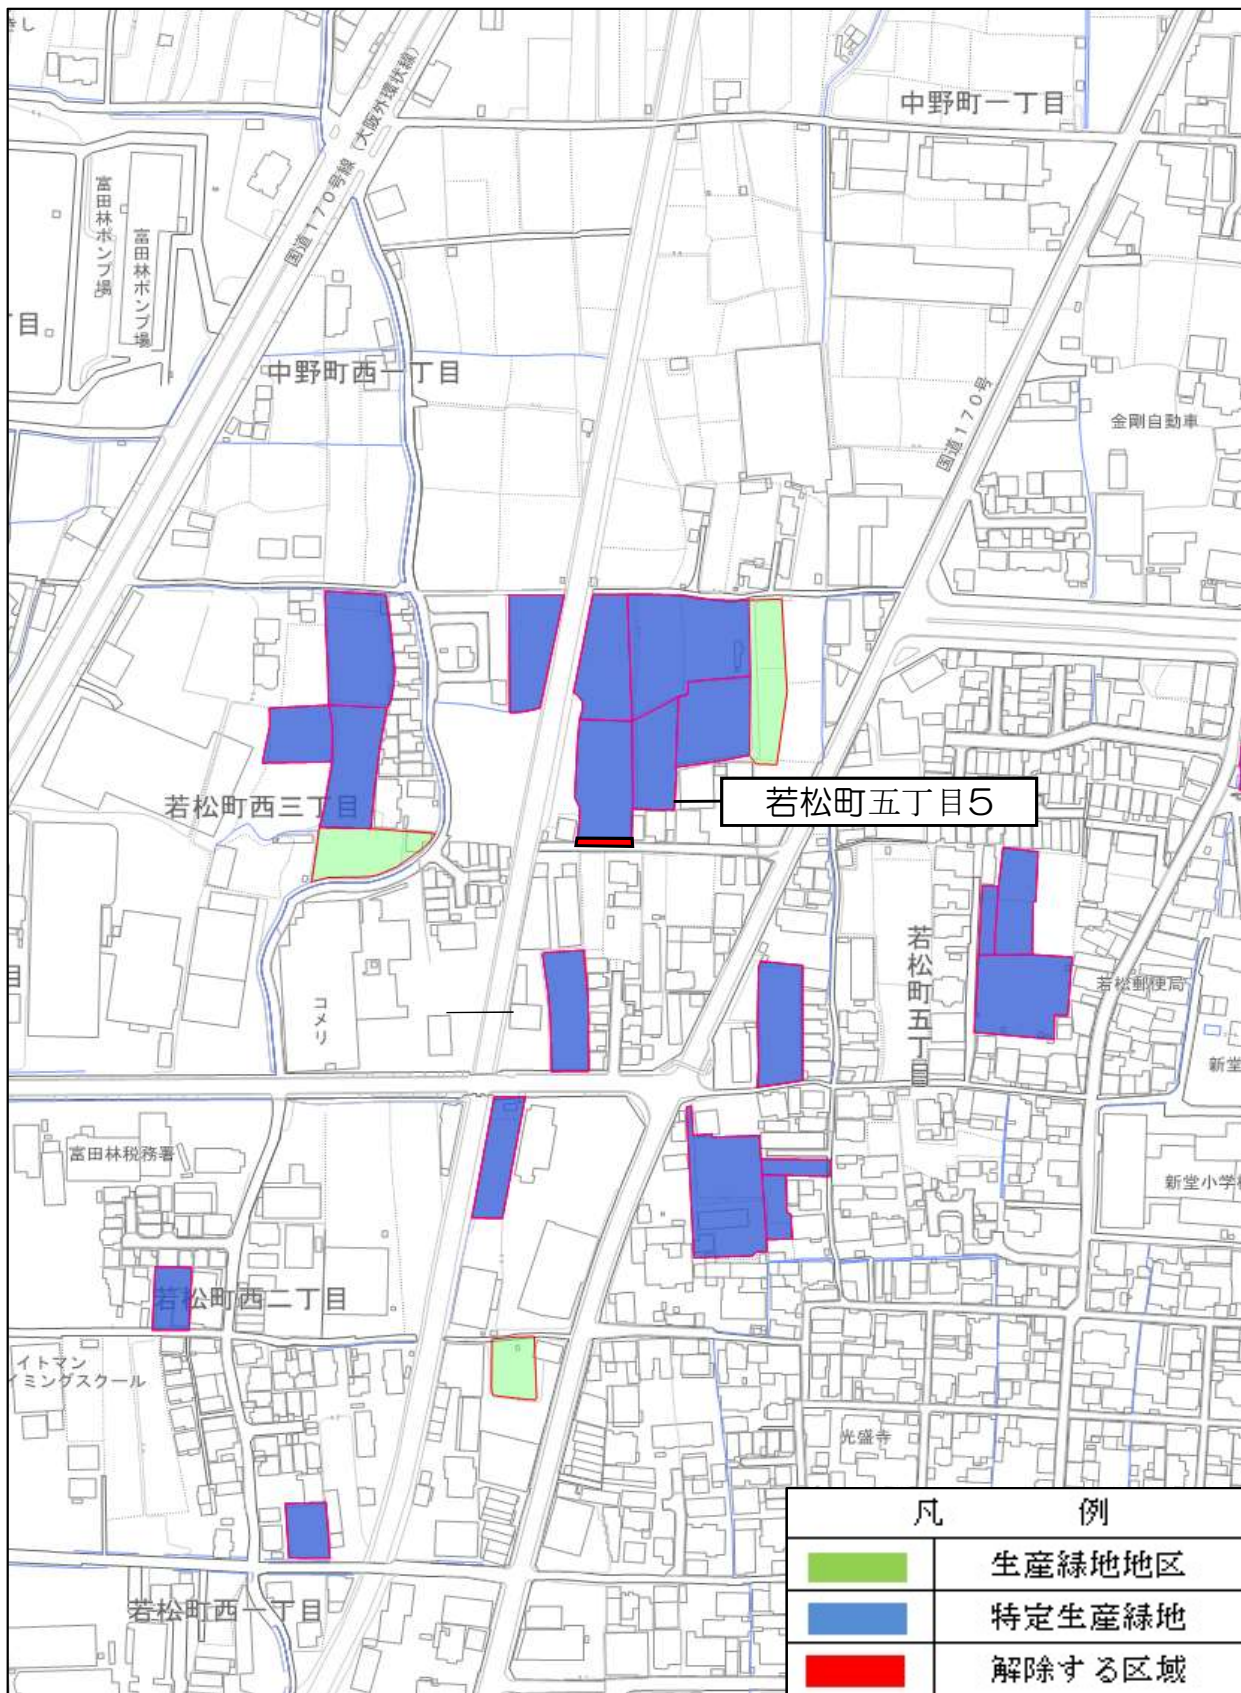 中野町一丁目
国道170号線(大阪外環状線)
富田林ポンプ場
富田林ポンプ場
目
中野町西一丁目
国道170号
金剛自動車
若松町西三丁目
若松町五丁目5
若松町五丁目
若松郵便局
コメリ
目
新堂
富田林税務署
新堂小学校
若松町西二丁目
イトマン
イミングスクール
光盛寺
若松町西一丁目
凡 例
生産緑地地区
特定生産緑地
解除する区域